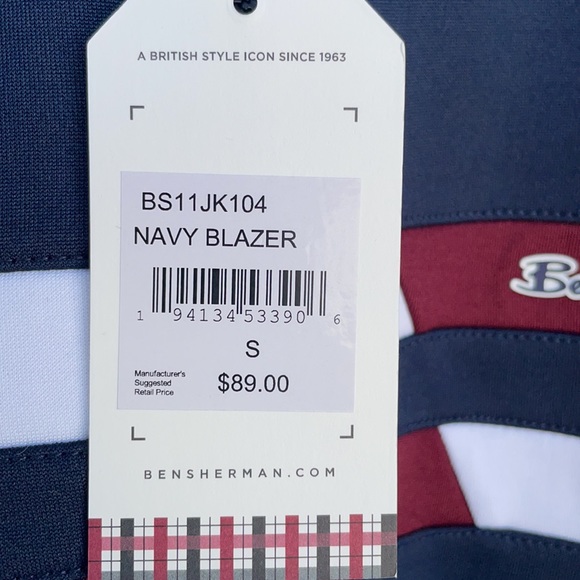 A BRITISH STYLE ICON SINCE 1963
BS11JK104
NAVY BLAZER
1 94134 53390 6
S
Manufacturer's
Suggested
Retail Price
$89.00
BENSHERMAN.COM
Be